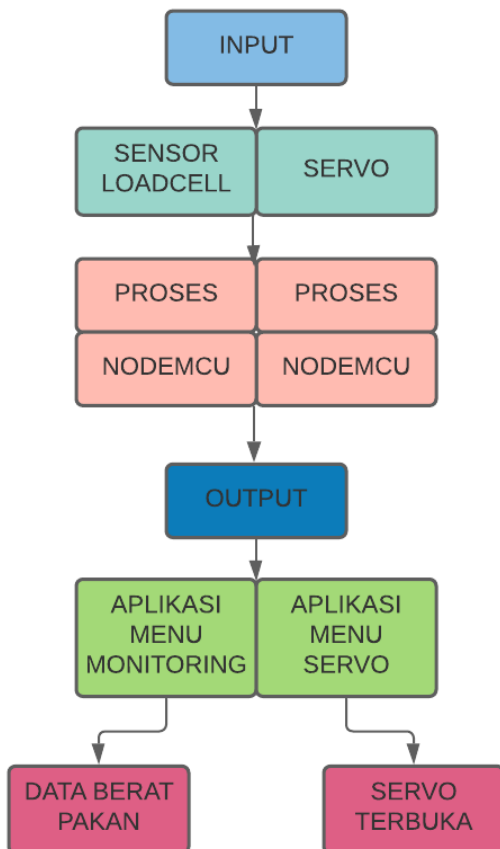 INPUT
SENSOR
LOADCELL
SERVO
PROSES
PROSES
NODEMCU
NODEMCU
OUTPUT
APLIKASI
MENU
MONITORING
APLIKASI
MENU
SERVO
DATA BERAT
PAKAN
SERVO
TERBUKA